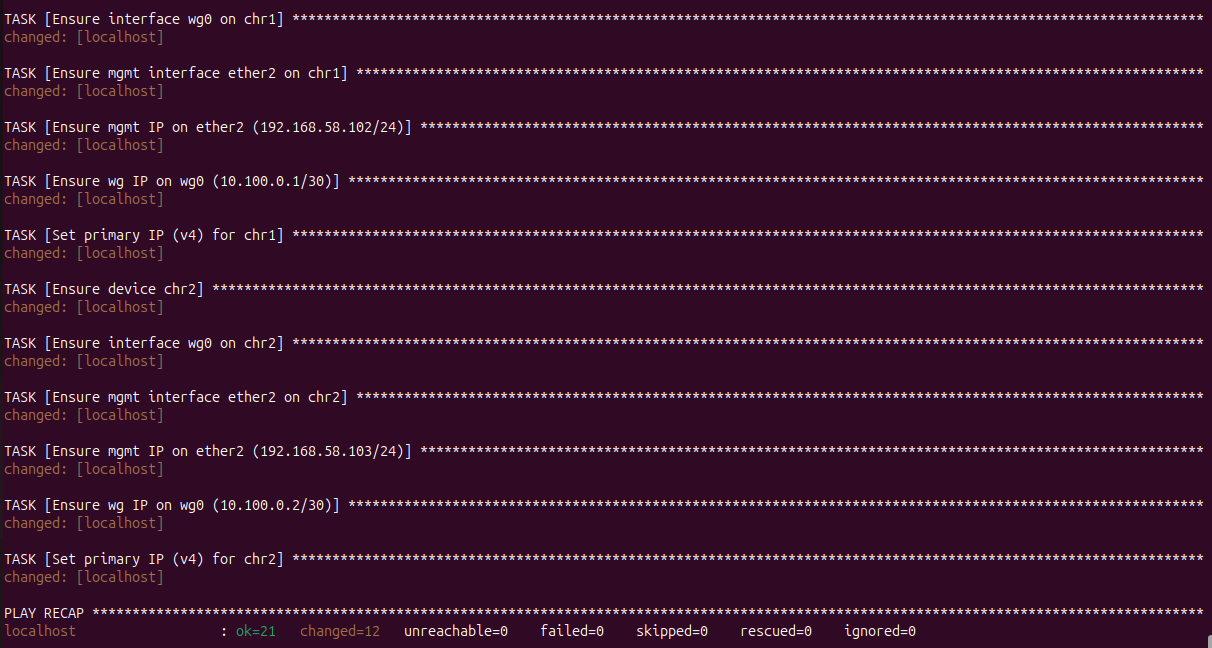 TASK [Ensure interface wg0 on chr1] ******************************************************************************************************************
changed: [localhost]
TASK [Ensure mgmt interface ether2 on chr1] **********************************************************************************************************
changed: [localhost]
TASK [Ensure mgmt IP on ether2 (192.168.58.102/24)] **************************************************************************************************
changed: [localhost]
TASK [Ensure wg IP on wg0 (10.100.0.1/30)] ***********************************************************************************************************
changed: [localhost]
TASK [Set primary IP (v4) for chr1] ******************************************************************************************************************
changed: [localhost]
TASK [Ensure device chr2] ****************************************************************************************************************************
changed: [localhost]
TASK [Ensure interface wg0 on chr2] ******************************************************************************************************************
changed: [localhost]
TASK [Ensure mgmt interface ether2 on chr2] **********************************************************************************************************
changed: [localhost]
TASK [Ensure mgmt IP on ether2 (192.168.58.103/24)] **************************************************************************************************
changed: [localhost]
TASK [Ensure wg IP on wg0 (10.100.0.2/30)] ***********************************************************************************************************
changed: [localhost]
TASK [Set primary IP (v4) for chr2] ******************************************************************************************************************
changed: [localhost]
PLAY RECAP *******************************************************************************************************************************************
localhost                  : ok=21   changed=12   unreachable=0    failed=0    skipped=0    rescued=0    ignored=0